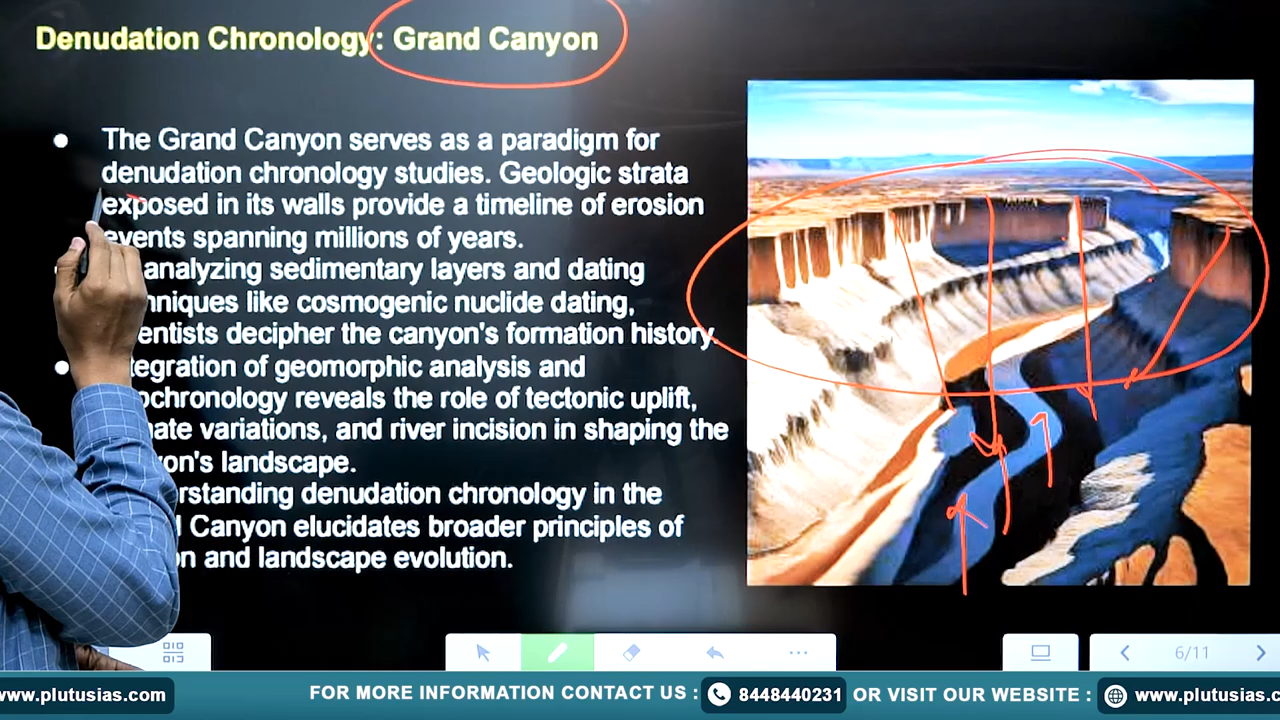 Denudation Chronology: Grand Canyon
● The Grand Canyon serves as a paradigm for
denudation chronology studies. Geologic strata
exposed in its walls provide a timeline of erosion
events spanning millions of years.
analyzing sedimentary layers and dating
like cosmogenic nuclide dating,
decipher the canyon's formation history.
● of geomorphic analysis and
reveals the role of tectonic uplift,
variations, and river incision in shaping the
landscape.
denudation chronology in the
Canyon elucidates broader principles of
and landscape evolution.
6/11
www.plutusias.com
FOR MORE INFORMATION CONTACT US : 8448440231 OR VISIT OUR WEBSITE : www.plutusias.c